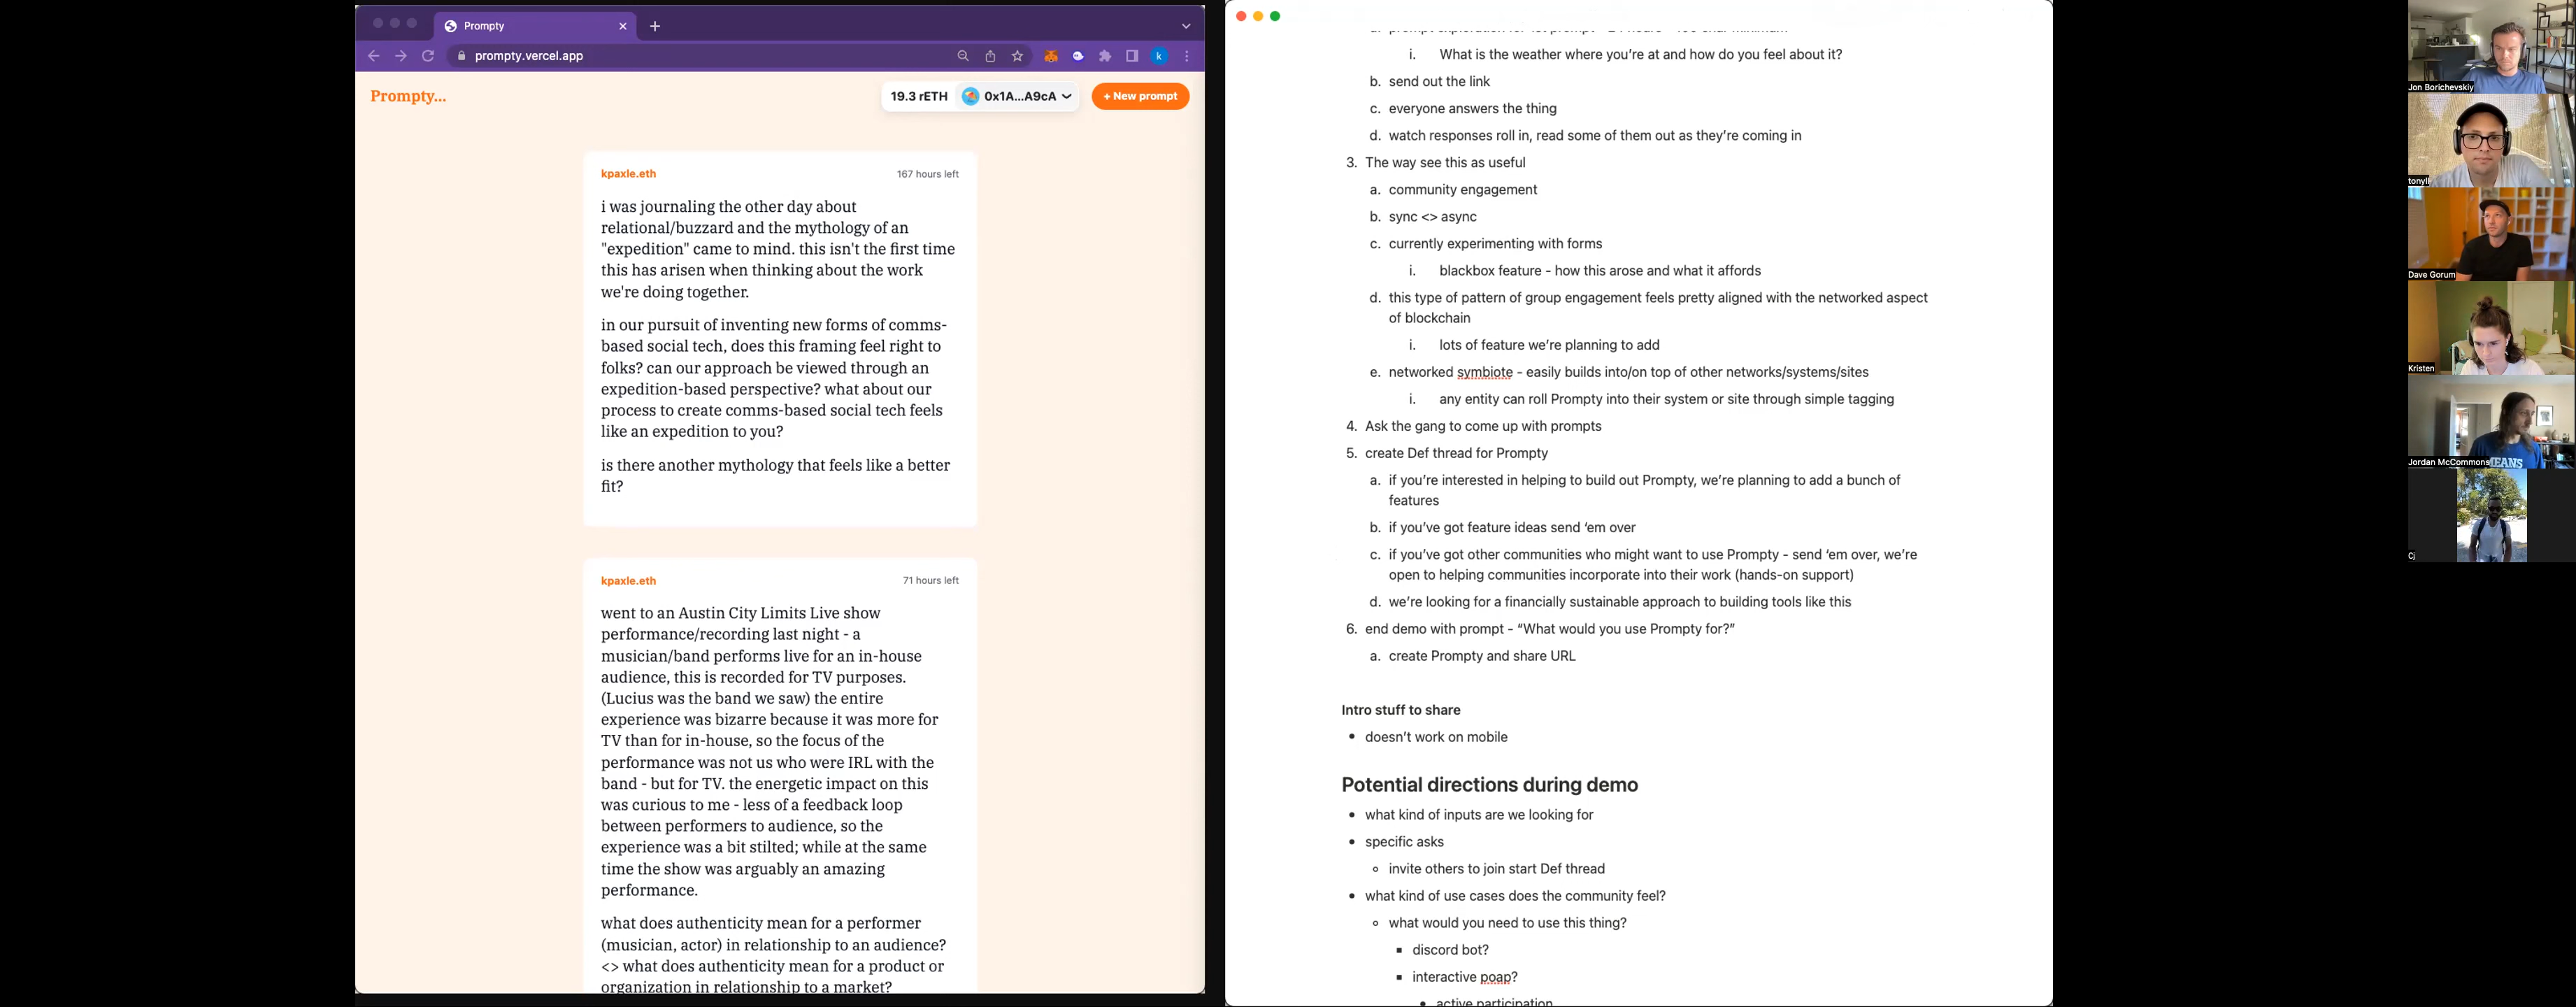 Prompty
prompty.vercel.app
k
Prompty...
19.3 rETH
0x1A...A9cA
+ New prompt
kpaxle.eth
167 hours left
i was journaling the other day about
relational/buzzard and the mythology of an
"expedition" came to mind. this isn't the first time
this has arisen when thinking about the work
we're doing together.
in our pursuit of inventing new forms of comms-
based social tech, does this framing feel right to
folks? can our approach be viewed through an
expedition-based perspective? what about our
process to create comms-based social tech feels
like an expedition to you?
is there another mythology that feels like a better
fit?
kpaxle.eth
71 hours left
went to an Austin City Limits Live show
performance/recording last night - a
musician/band performs live for an in-house
audience, this is recorded for TV purposes.
(Lucius was the band we saw) the entire
experience was bizarre because it was more for
TV than for in-house, so the focus of the
performance was not us who were IRL with the
band - but for TV. the energetic impact on this
was curious to me - less of a feedback loop
between performers to audience, so the
experience was a bit stilted; while at the same
time the show was arguably an amazing
performance.
what does authenticity mean for a performer
(musician, actor) in relationship to an audience?
<> what does authenticity mean for a product or
organization in relationship to a market?
i. What is the weather where you're at and how do you feel about it?
b. send out the link
c. everyone answers the thing
d. watch responses roll in, read some of them out as they're coming in
3. The way see this as useful
a. community engagement
b. sync <> async
c. currently experimenting with forms
i. blackbox feature - how this arose and what it affords
d. this type of pattern of group engagement feels pretty aligned with the networked aspect
of blockchain
i. lots of feature we're planning to add
e. networked symbiote - easily builds into/on top of other networks/systems/sites
i. any entity can roll Prompty into their system or site through simple tagging
4. Ask the gang to come up with prompts
5. create Def thread for Prompty
a. if you're interested in helping to build out Prompty, we're planning to add a bunch of
features
b. if you've got feature ideas send 'em over
c. if you've got other communities who might want to use Prompty - send 'em over, we're
open to helping communities incorporate into their work (hands-on support)
d. we're looking for a financially sustainable approach to building tools like this
6. end demo with prompt - “What would you use Prompty for?”
a. create Prompty and share URL
Intro stuff to share
• doesn't work on mobile
Potential directions during demo
• what kind of inputs are we looking for
• specific asks
◦ invite others to join start Def thread
• what kind of use cases does the community feel?
◦ what would you need to use this thing?
▪ discord bot?
▪ interactive poap?
• active participation
Jon Borichevskiy
Dave Gorum
Kristen
Jordan McCommons
Cj